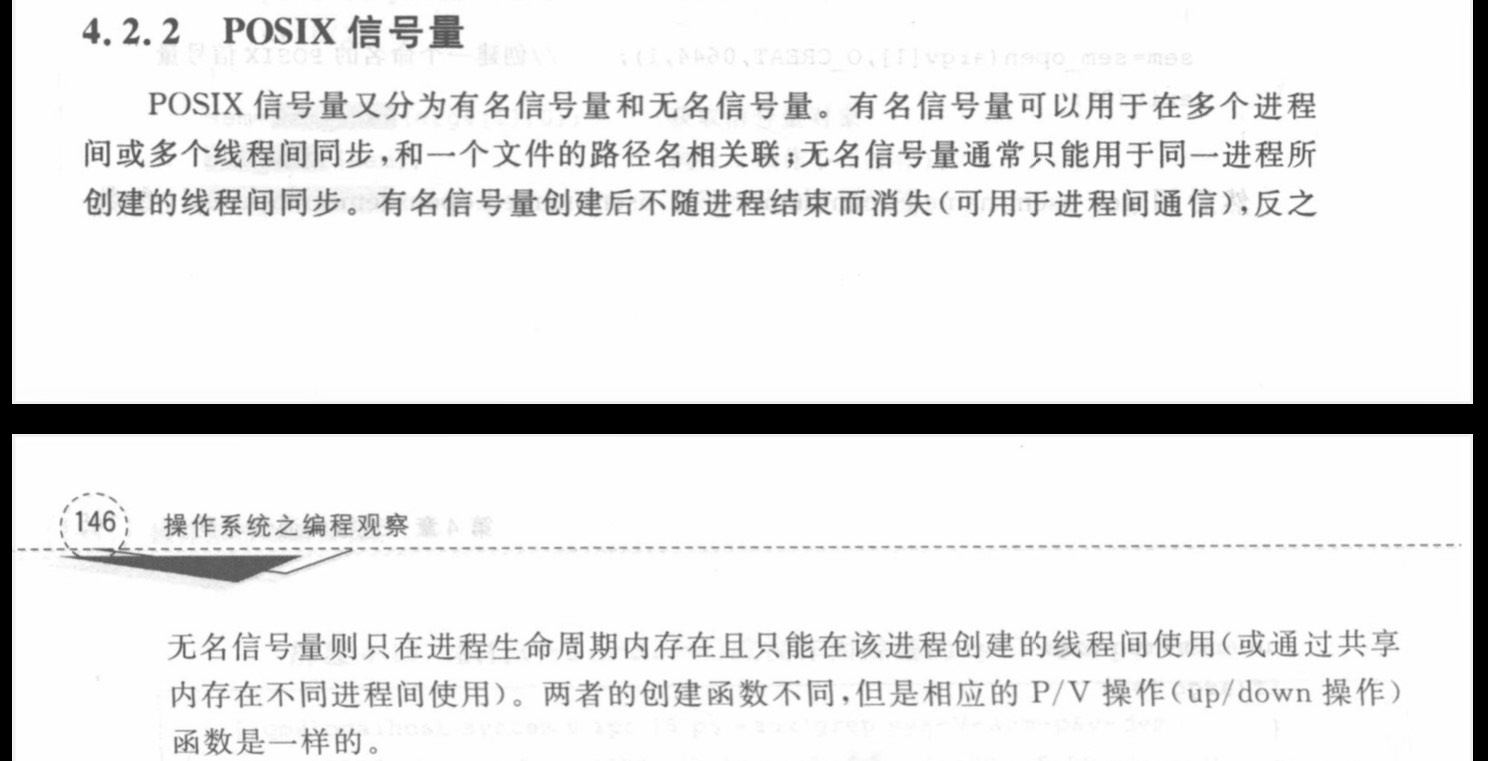 4.2.2 POSIX 信号量
POSIX 信号量又分为有名信号量和无名信号量。有名信号量可以用于在多个进程
间或多个线程间同步,和一个文件的路径名相关联;无名信号量通常只能用于同一进程所
创建的线程间同步。有名信号量创建后不随进程结束而消失(可用于进程间通信),反之
146 操作系统之编程观察
无名信号量则只在进程生命周期内存在且只能在该进程创建的线程间使用(或通过共享
内存在不同进程间使用)。两者的创建函数不同,但是相应的 P/V 操作(up/down 操作)
函数是一样的。